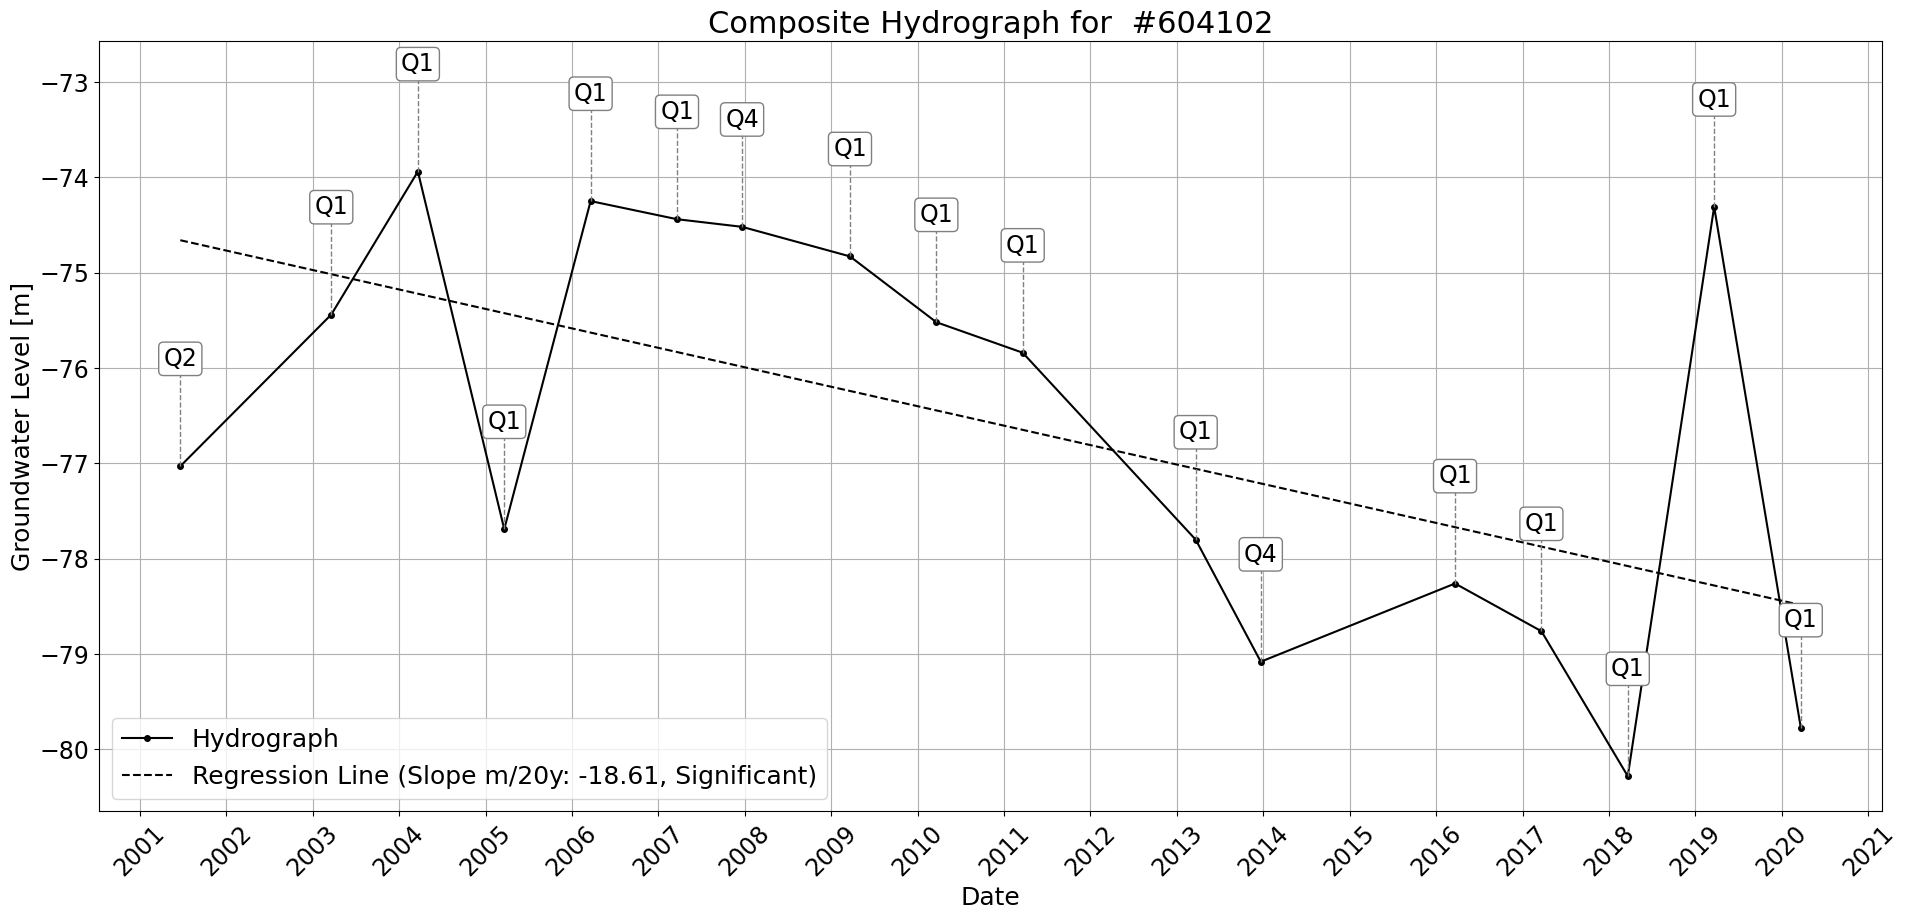 Composite Hydrograph for  #604102
Groundwater Level [m]
−73
−74
−75
−76
−77
−78
−79
−80
Q2
Q1
Q1
Q1
Q1
Q1
Q4
Q1
Q1
Q1
Q1
Q4
Q1
Q1
Q1
Q1
Q1
Hydrograph
Regression Line (Slope m/20y: -18.61, Significant)
2001
2002
2003
2004
2005
2006
2007
2008
2009
2010
2011
2012
2013
2014
2015
2016
2017
2018
2019
2020
2021
Date